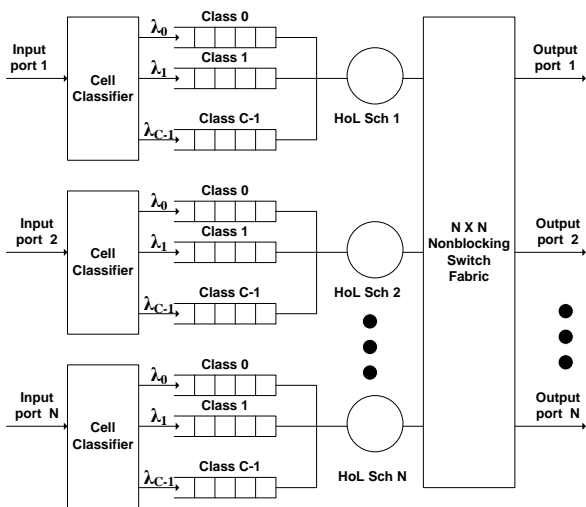 Input
port 1
Cell
Classifier
λ0
Class 0
λ1
Class 1
λC-1
Class C-1
HoL Sch 1
Output
port 1
Input
port 2
Cell
Classifier
λ0
Class 0
λ1
Class 1
λC-1
Class C-1
HoL Sch 2
N X N
Nonblocking
Switch
Fabric
Output
port 2
Input
port N
Cell
Classifier
λ0
Class 0
λ1
Class 1
λC-1
Class C-1
HoL Sch N
Output
port N